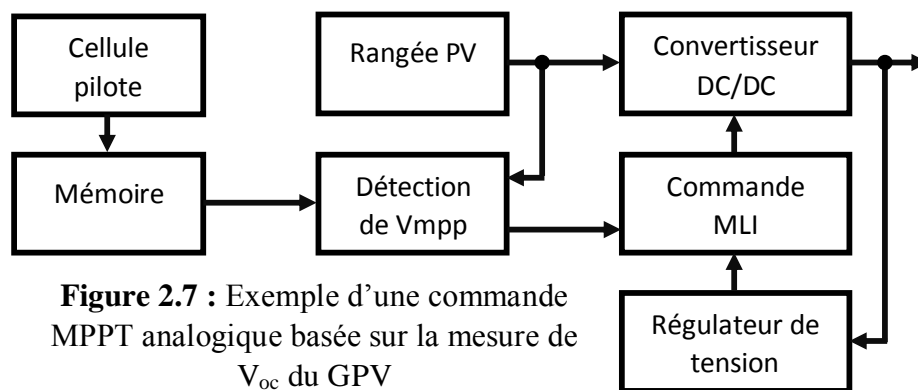 Cellule
pilote
Rangée PV
Convertisseur
DC/DC
Mémoire
Détection
de Vmpp
Commande
MLI
Régulateur de
tension
Figure 2.7 : Exemple d’une commande
MPPT analogique basée sur la mesure de
Voc du GPV